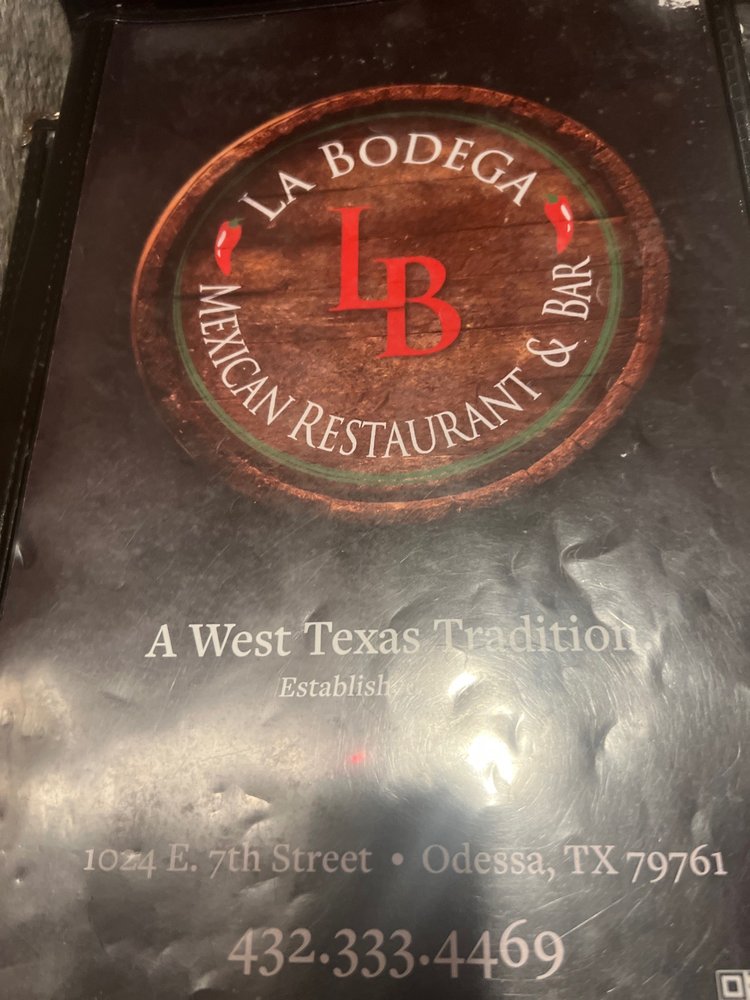 LA BODEGA
LB
MEXICAN RESTAURANT & BAR
A West Texas Tradition
1024 E. 7th Street • Odessa, TX 79761
432.333.4469